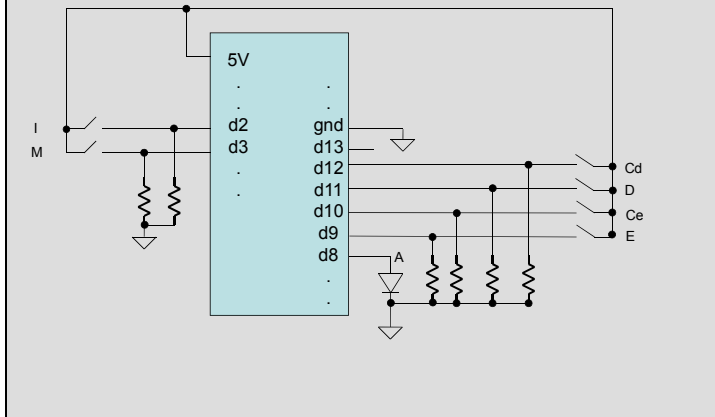 5V
.
.
.
.
I
d2
gnd
M
d3
d13
d12
Cd
.
d11
D
.
d10
Ce
d9
E
d8
A
.
.